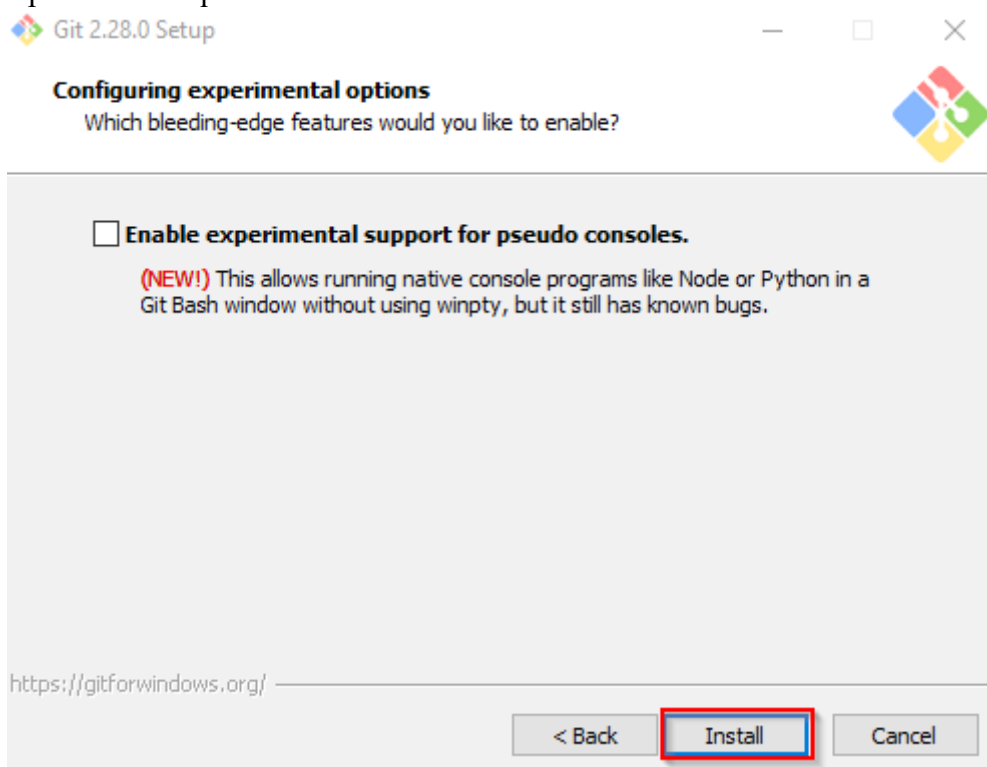 Git 2.28.0 Setup
Configuring experimental options
Which bleeding-edge features would you like to enable?
Enable experimental support for pseudo consoles.
(NEW!) This allows running native console programs like Node or Python in a
Git Bash window without using winpty, but it still has known bugs.
https://gitforwindows.org/
< Back Install Cancel